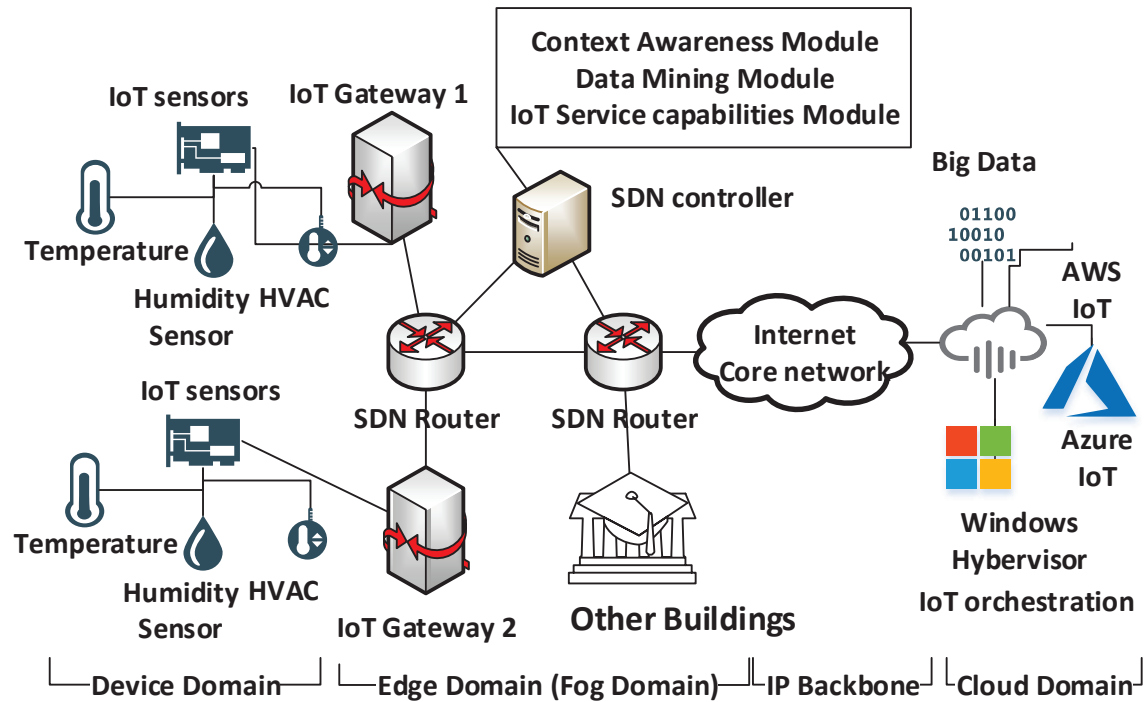 Context Awareness Module
Data Mining Module
IoT Service capabilities Module
IoT sensors
IoT Gateway 1
SDN controller
Big Data
01100
10010
00101
Temperature
Humidity
Sensor
HVAC
AWS
IoT
Internet
Core network
SDN Router
SDN Router
IoT sensors
Azure
IoT
Temperature
Humidity
Sensor
HVAC
IoT Gateway 2
Other Buildings
Windows
Hybervisor
IoT orchestration
Device Domain
Edge Domain (Fog Domain)
IP Backbone
Cloud Domain